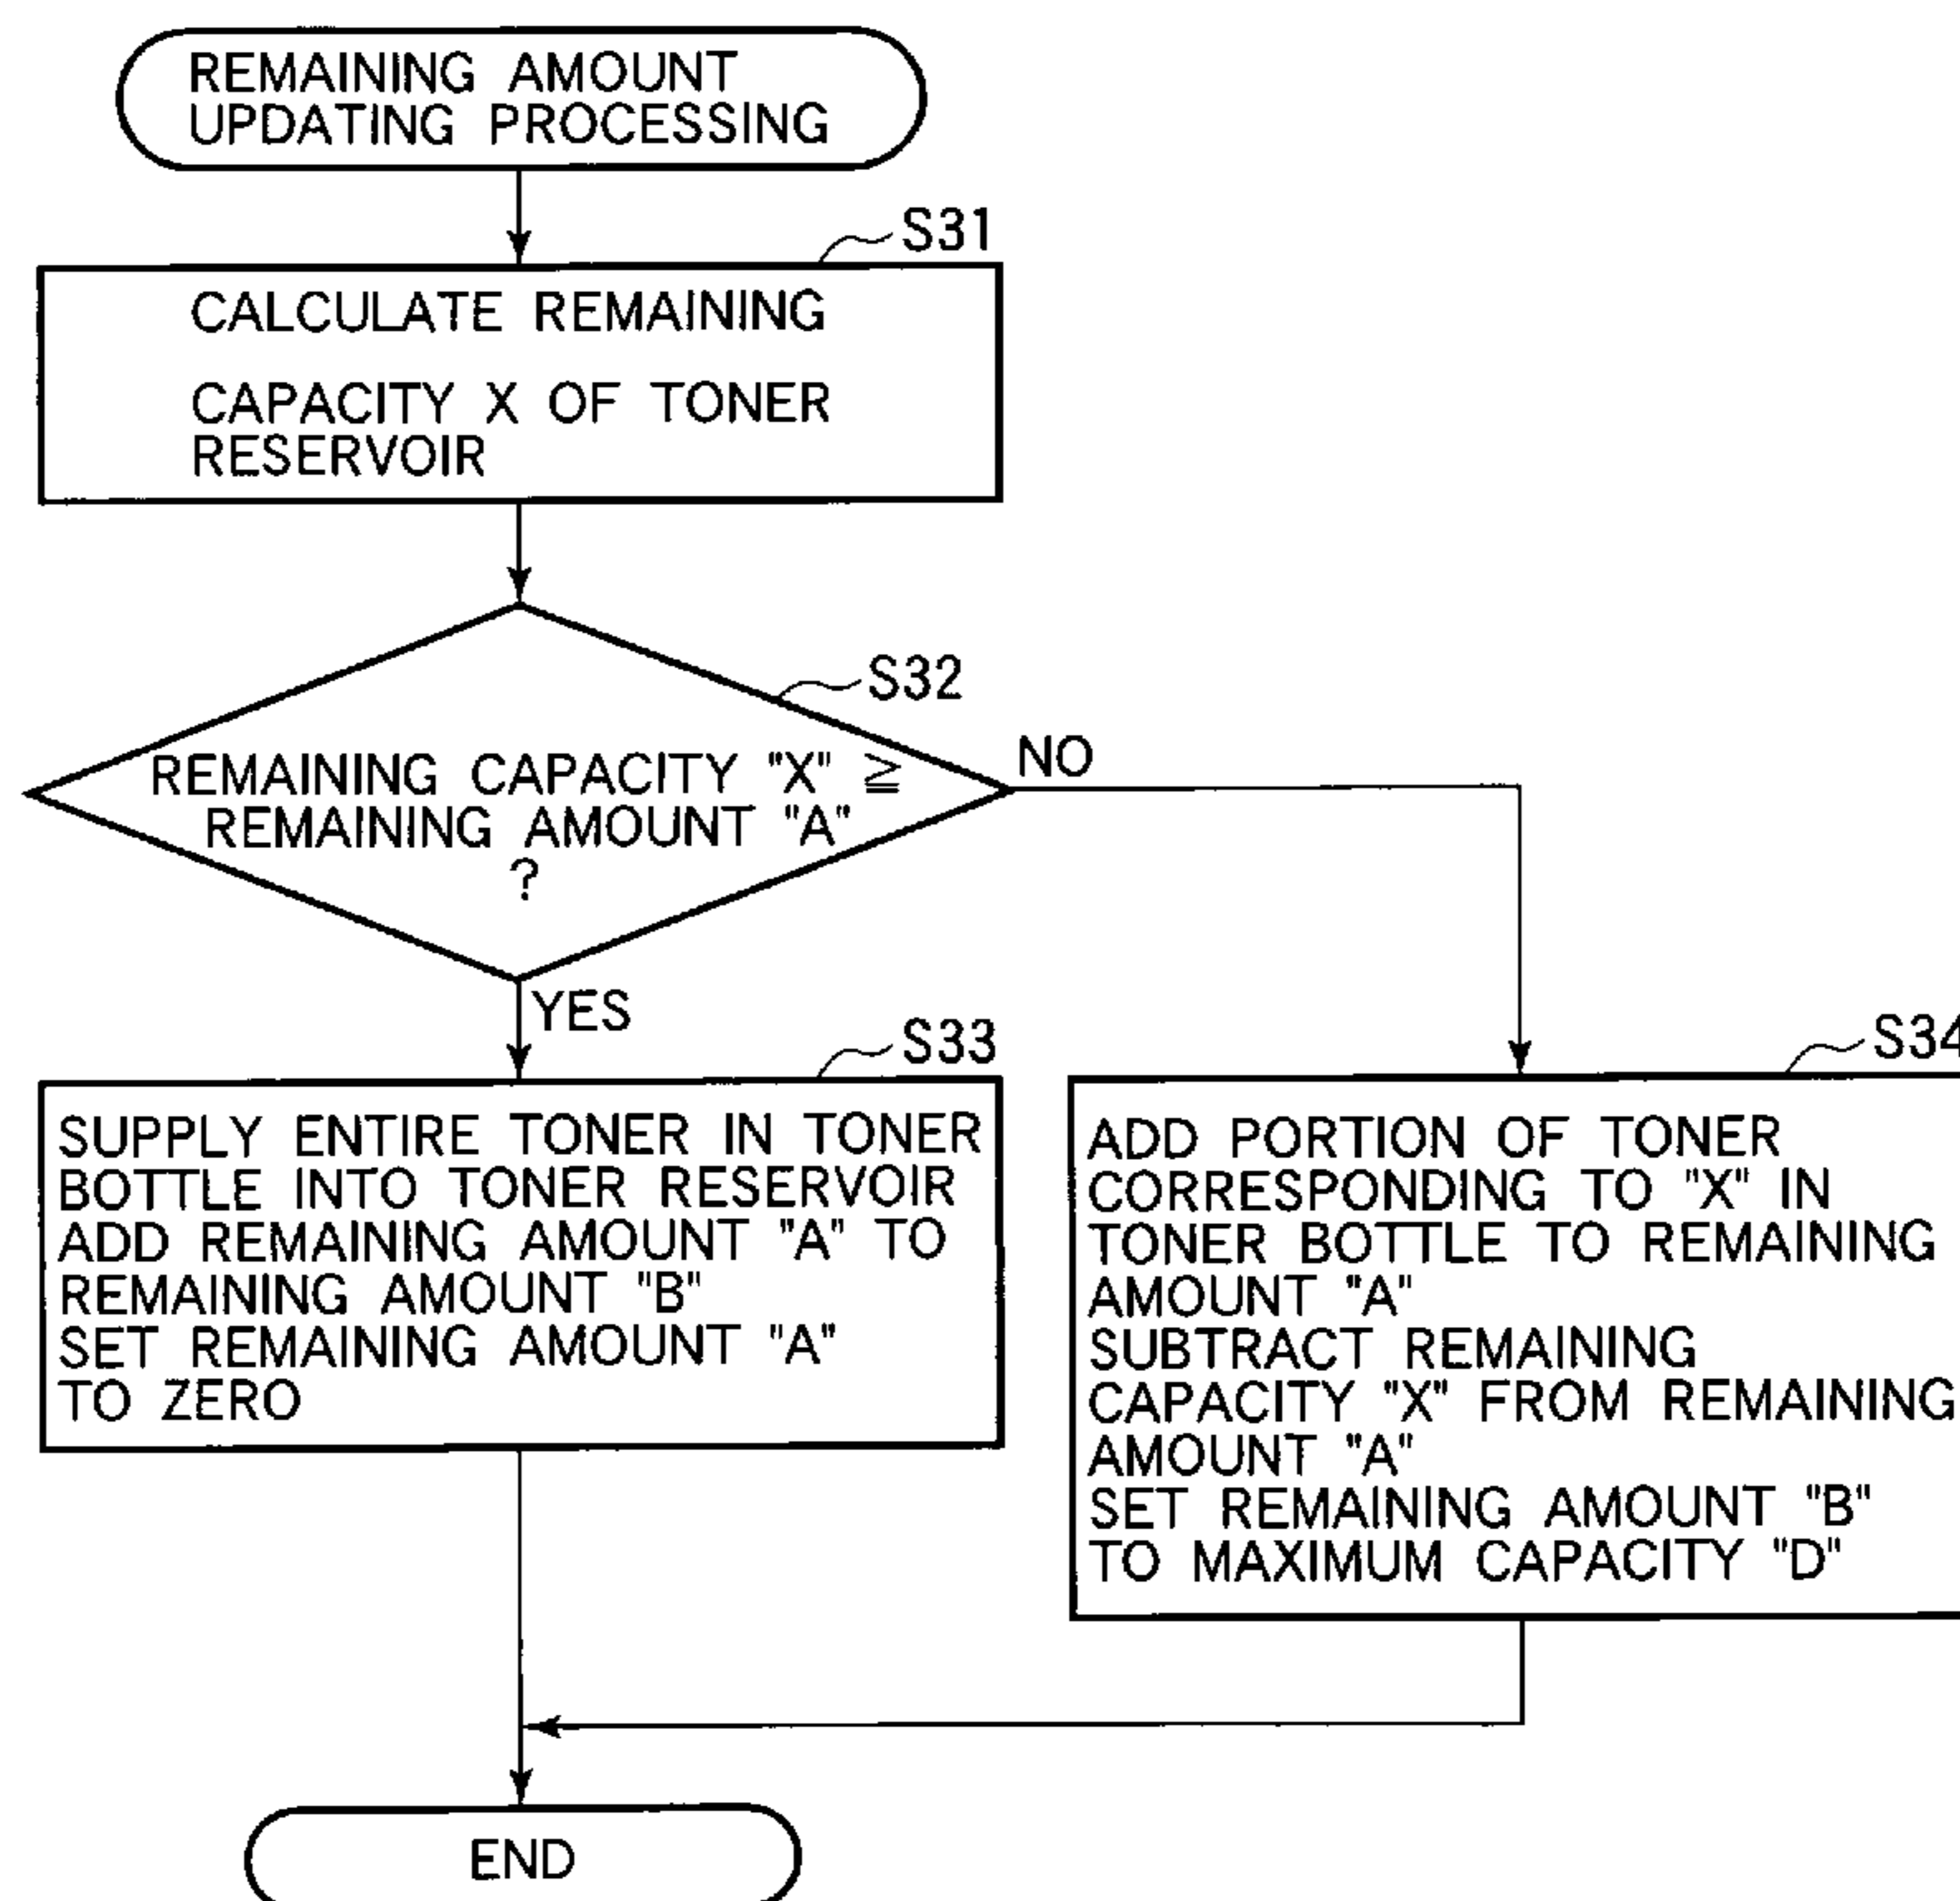 REMAINING AMOUNT
UPDATING PROCESSING
S31
CALCULATE REMAINING
CAPACITY X OF TONER
RESERVOIR
S32
REMAINING CAPACITY "X" ≧
REMAINING AMOUNT "A"
?
NO
YES
S33
SUPPLY ENTIRE TONER IN TONER
BOTTLE INTO TONER RESERVOIR
ADD REMAINING AMOUNT "A" TO
REMAINING AMOUNT "B"
SET REMAINING AMOUNT "A"
TO ZERO
S34
ADD PORTION OF TONER
CORRESPONDING TO "X" IN
TONER BOTTLE TO REMAINING
AMOUNT "A"
SUBTRACT REMAINING
CAPACITY "X" FROM REMAINING
AMOUNT "A"
SET REMAINING AMOUNT "B"
TO MAXIMUM CAPACITY "D"
END